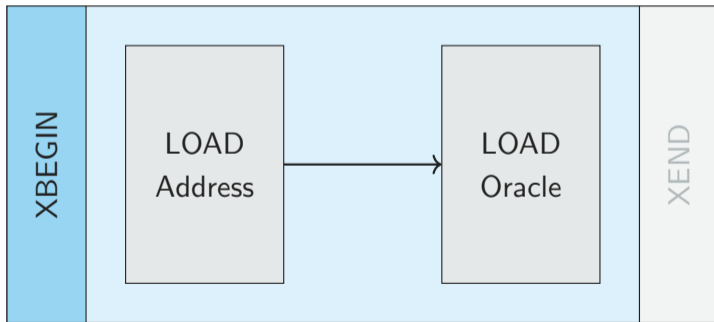 XBEGIN
LOAD
Address
LOAD
Oracle
XEND